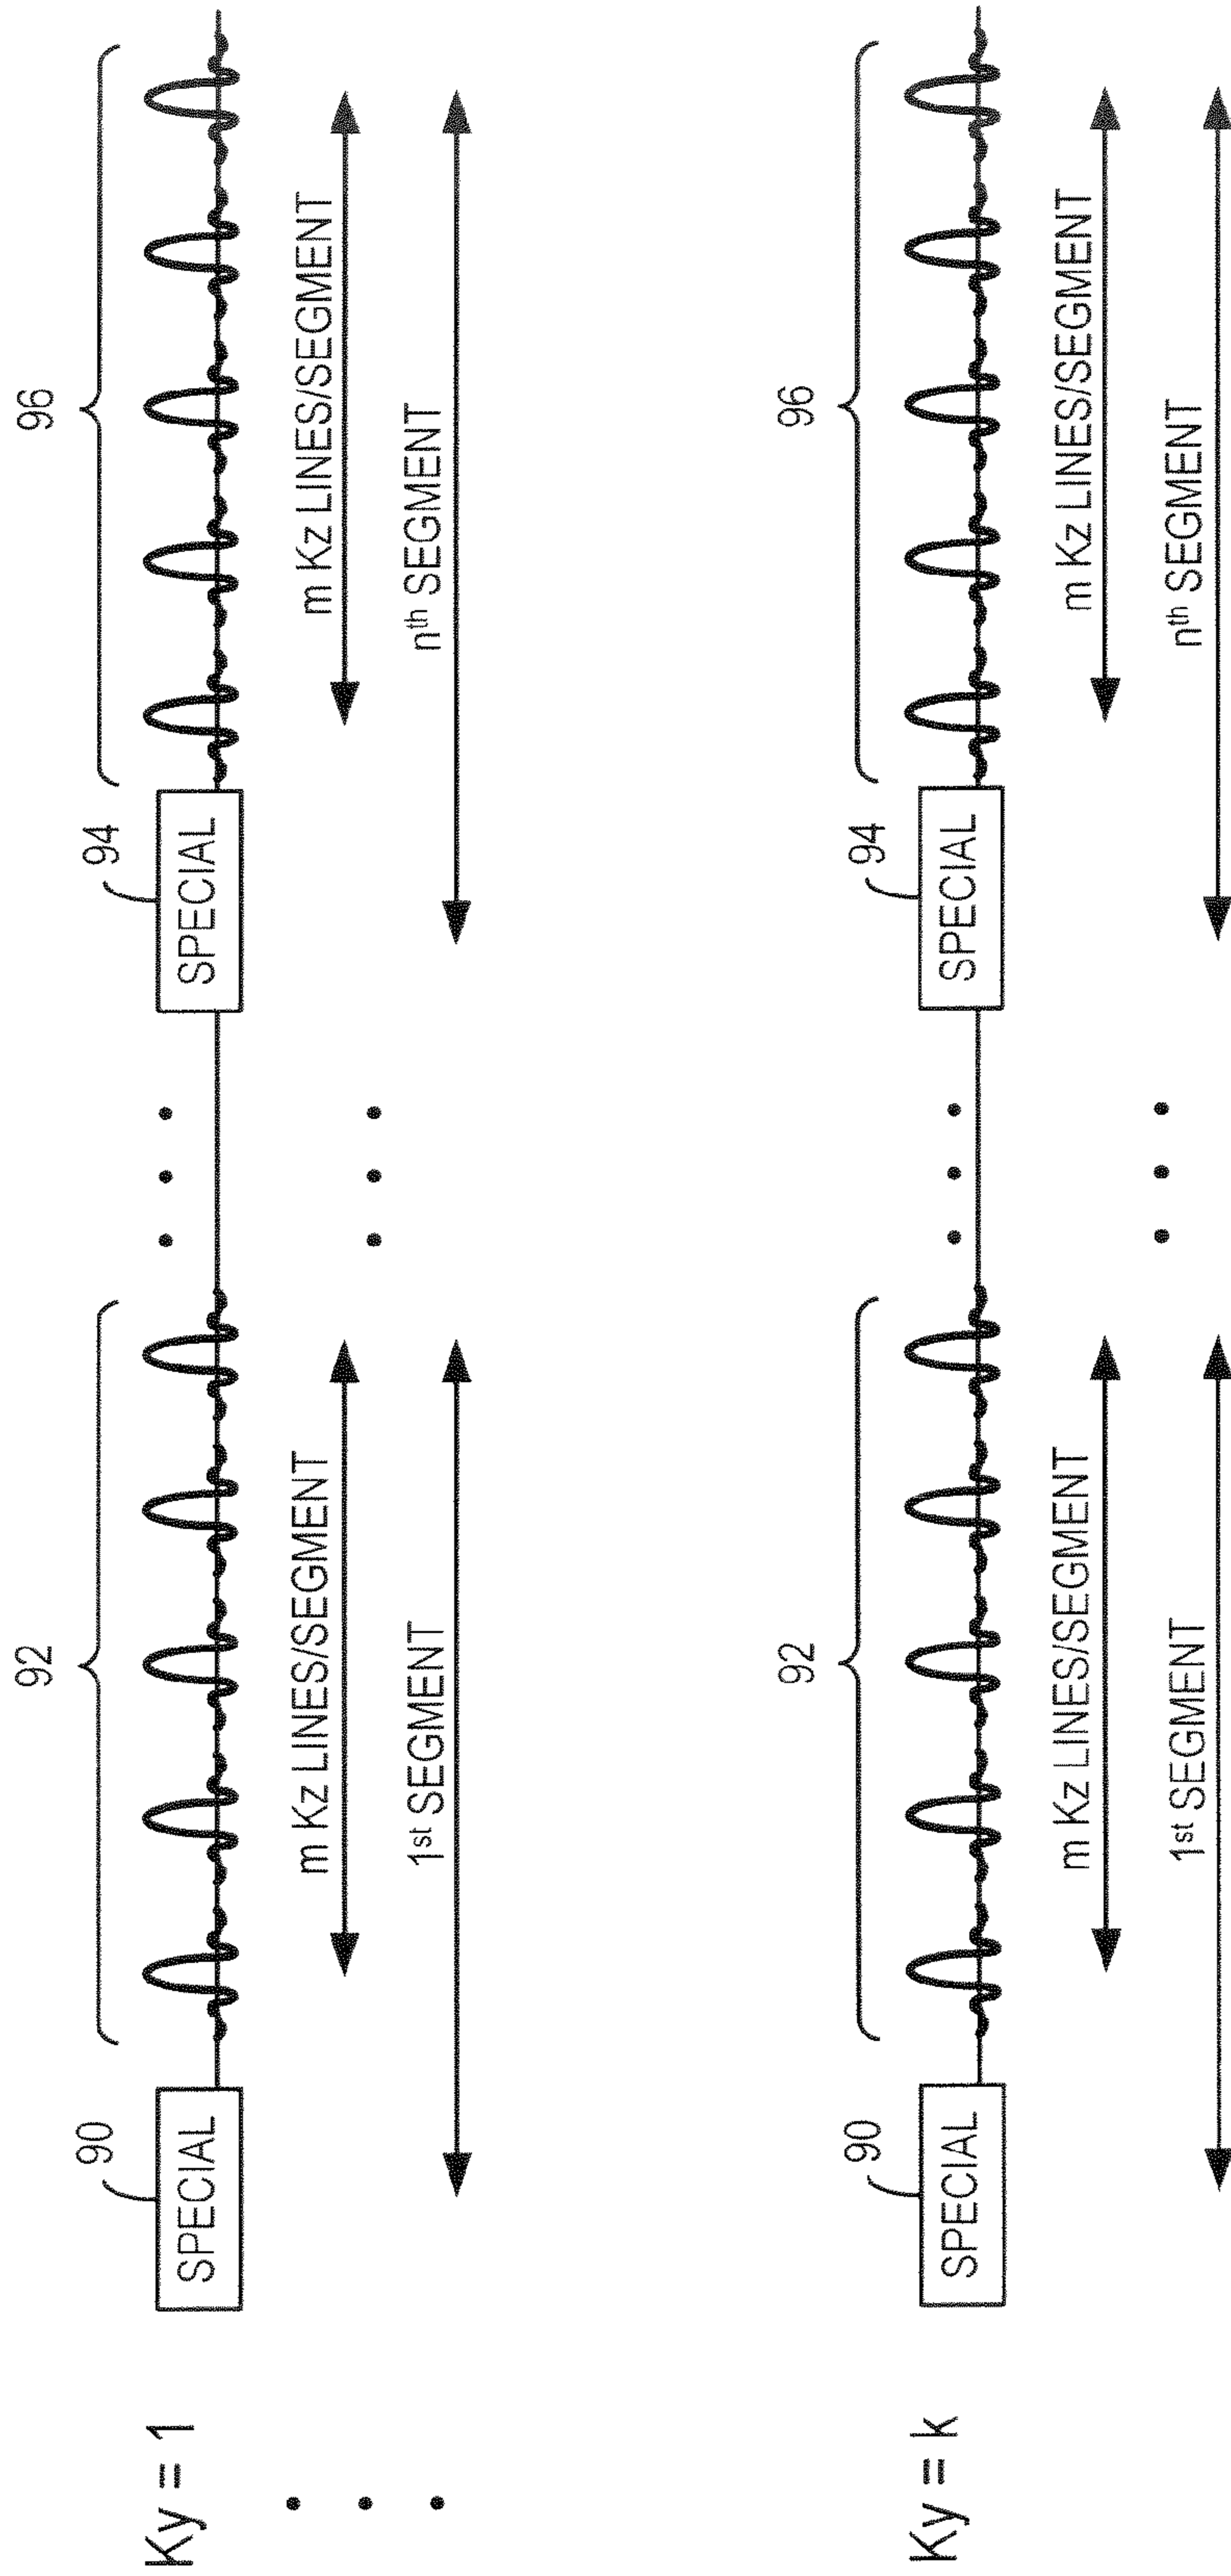 Ky = 1
90
SPECIAL
92
m Kz LINES/SEGMENT
1st SEGMENT
94
SPECIAL
96
m Kz LINES/SEGMENT
nth SEGMENT
Ky = k
90
SPECIAL
92
m Kz LINES/SEGMENT
1st SEGMENT
94
SPECIAL
96
m Kz LINES/SEGMENT
nth SEGMENT